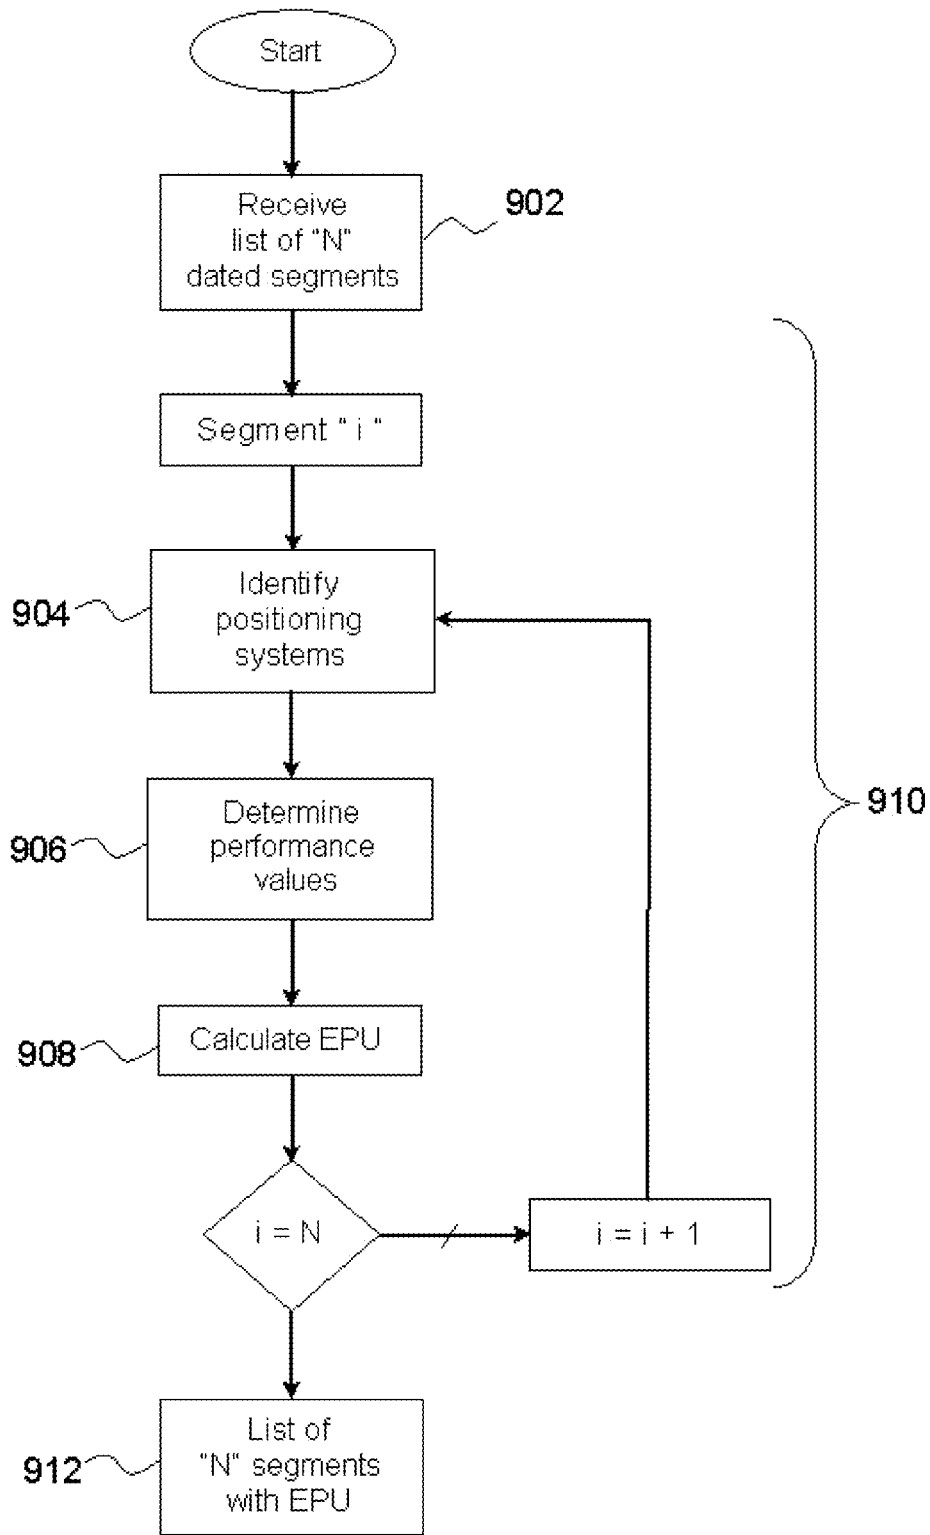 Start
Receive
list of "N"
dated segments
902
Segment " i "
Identify
positioning
systems
904
Determine
performance
values
906
910
Calculate EPU
908
i = N
i = i + 1
List of
"N" segments
with EPU
912